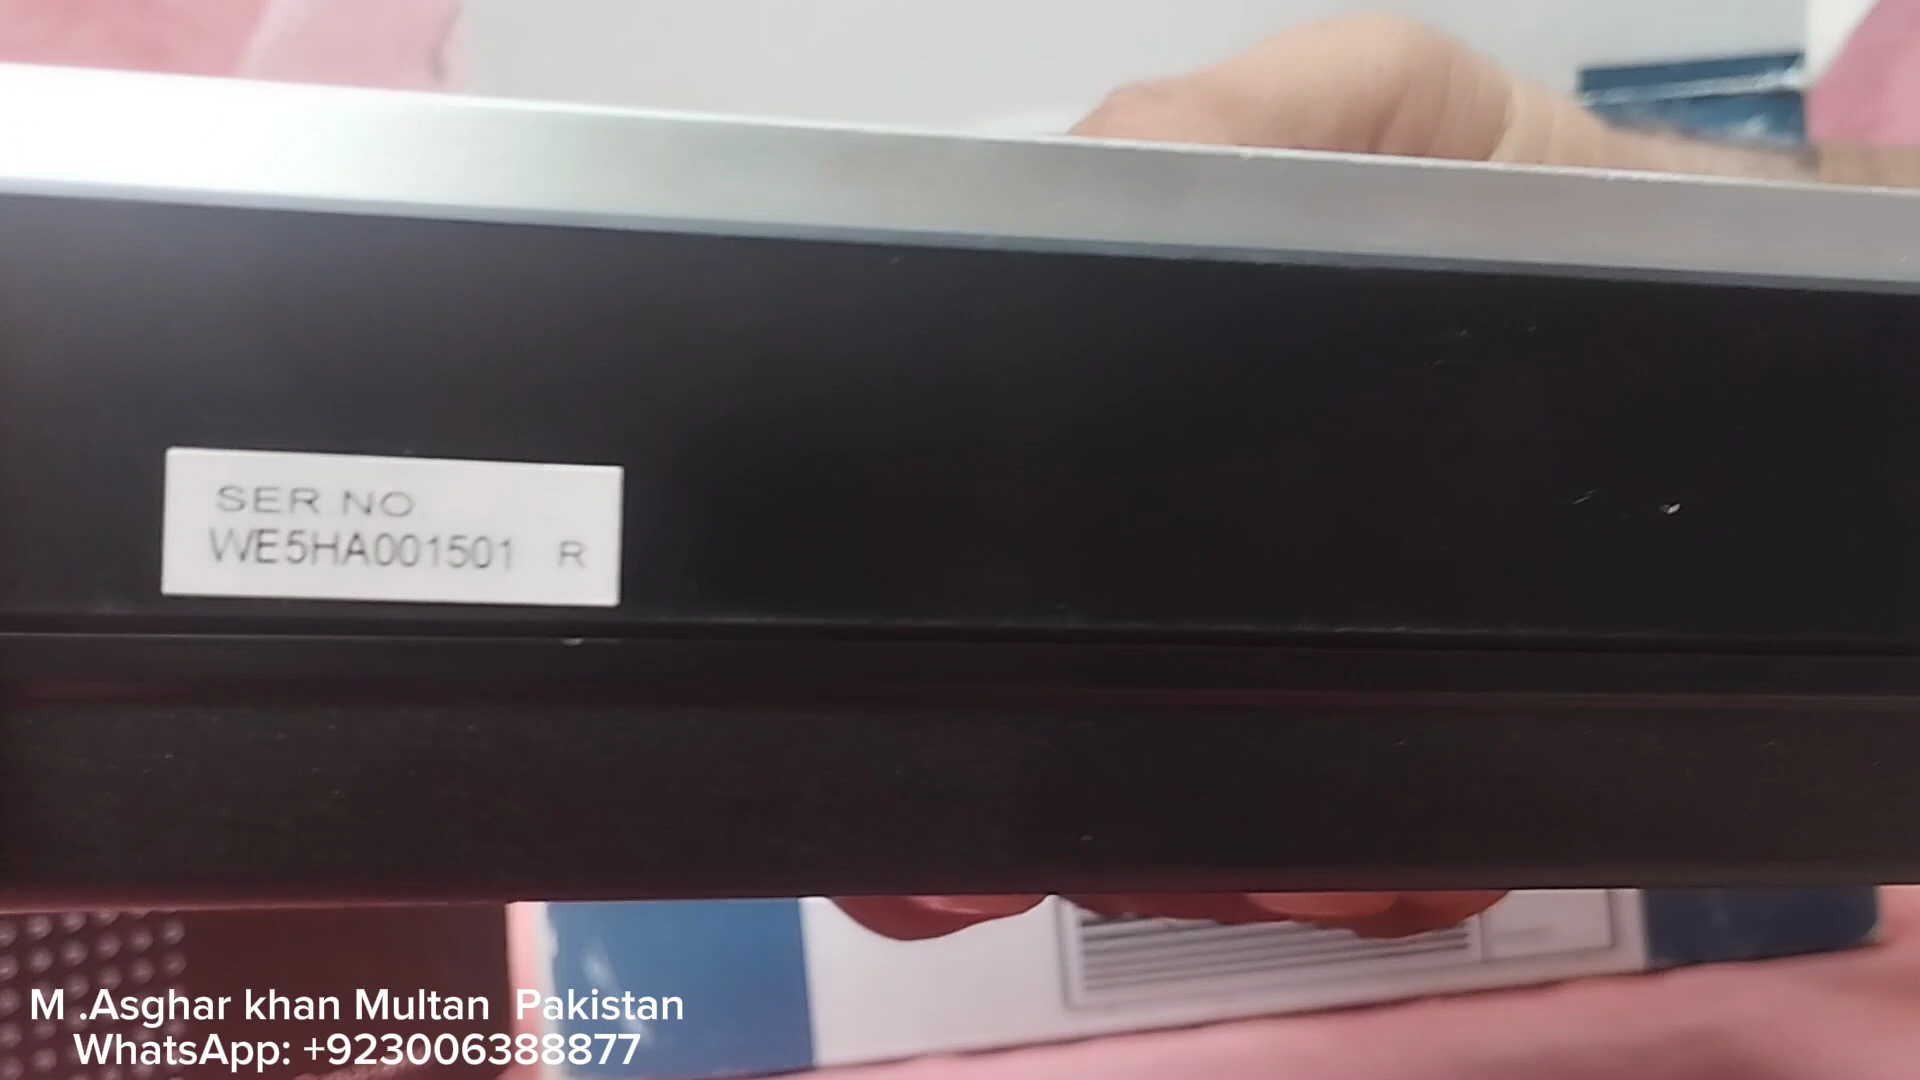 SER.NO.
WE5HA001501 R
M .Asghar khan Multan Pakistan
WhatsApp: +923006388877